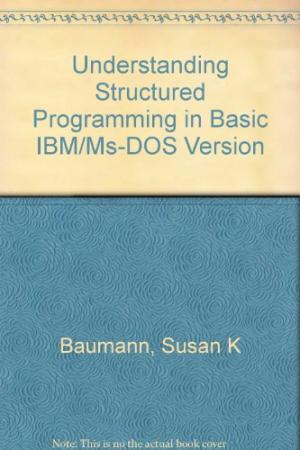 Understanding
Structured
Programming in Basic
IBM/Ms-DOS Version
Baumann, Susan K
Note: This is no the actual book cover